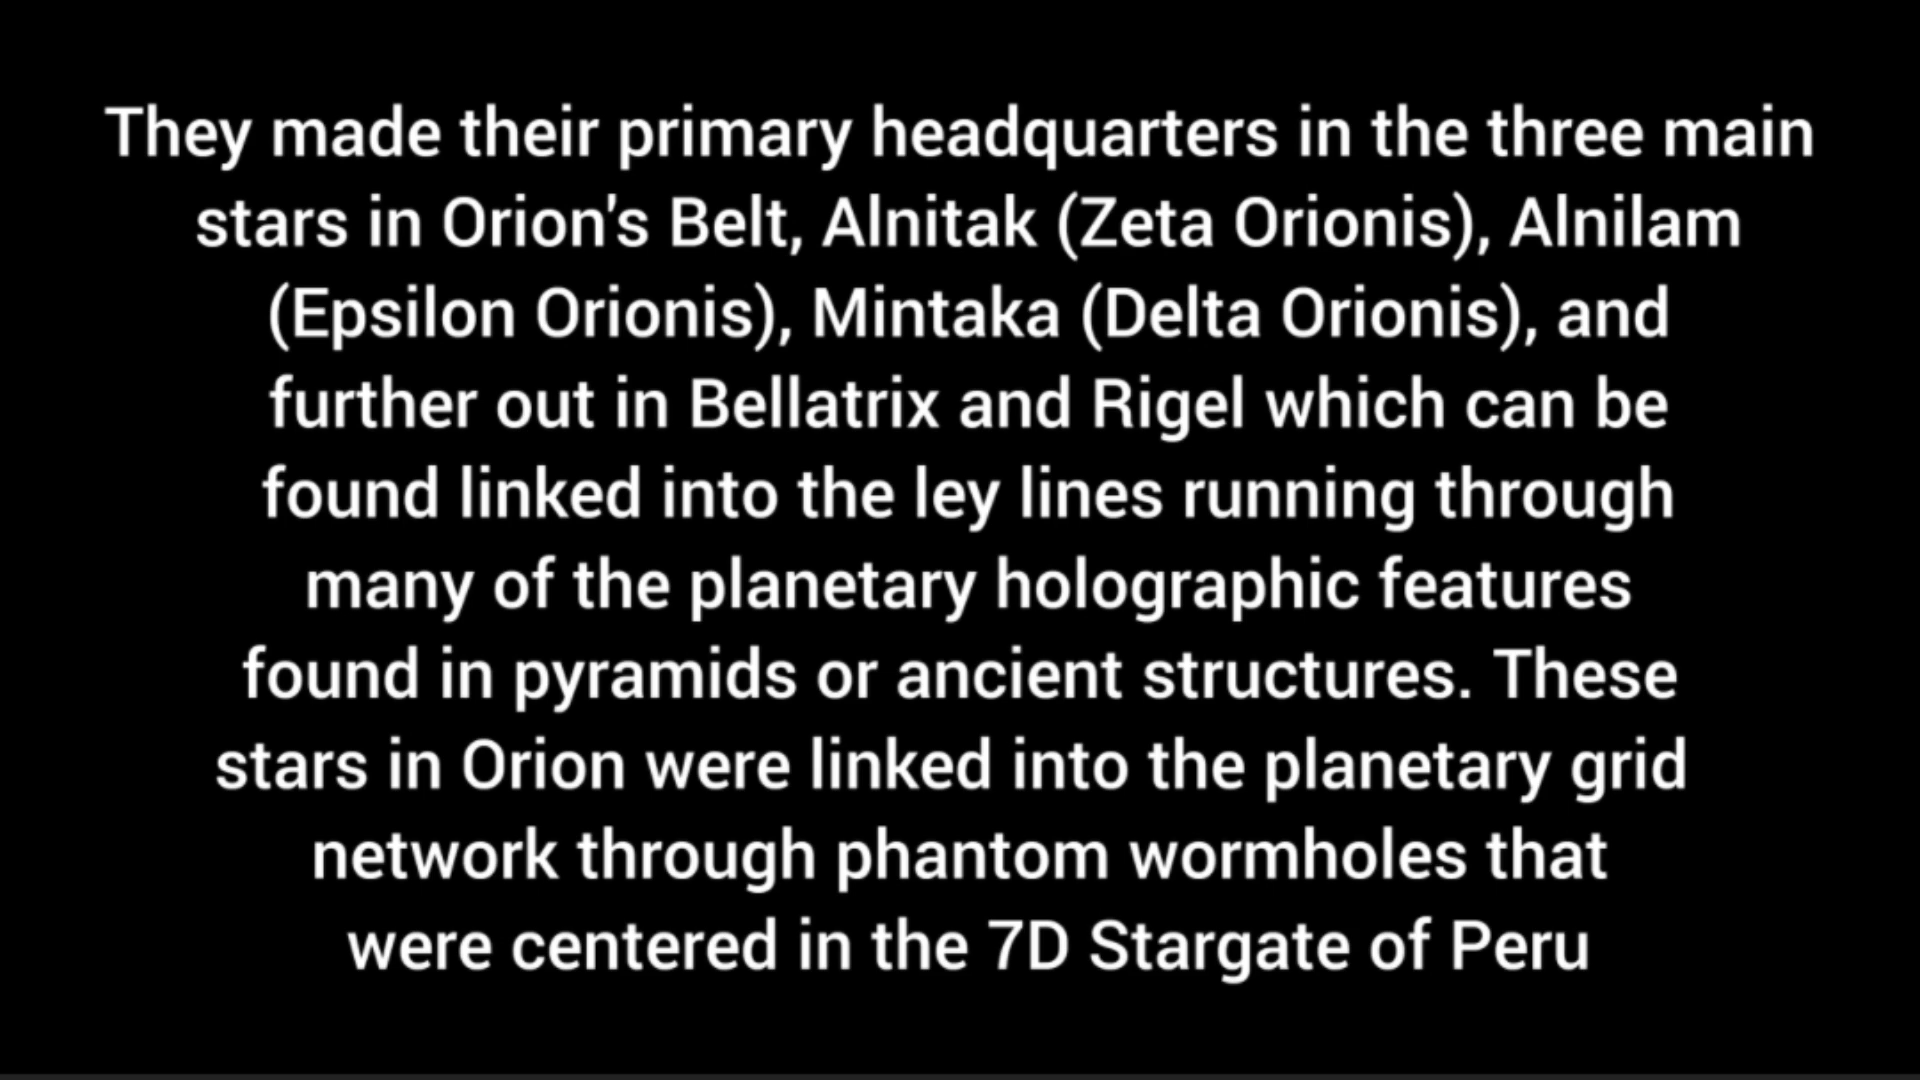 They made their primary headquarters in the three main
stars in Orion's Belt, Alnitak (Zeta Orionis), Alnilam
(Epsilon Orionis), Mintaka (Delta Orionis), and
further out in Bellatrix and Rigel which can be
found linked into the ley lines running through
many of the planetary holographic features
found in pyramids or ancient structures. These
stars in Orion were linked into the planetary grid
network through phantom wormholes that
were centered in the 7D Stargate of Peru